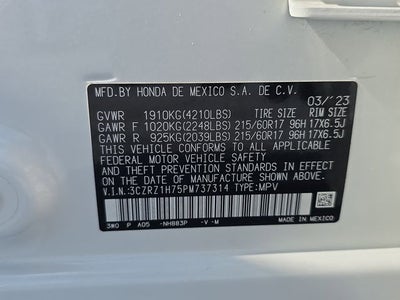 MFD.BY HONDA DE MEXICO S.A. DE C.V.
03/'23
GVWR 1910KG(4210LBS) TIRE SIZE RIM SIZE
GAWR F 1020KG(2248LBS) 215/60R17 96H 17X6.5J
GAWR R 925KG(2039LBS) 215/60R17 96H 17X6.5J
THIS VEHICLE CONFORMS TO ALL APPLICABLE
FEDERAL MOTOR VEHICLE SAFETY, BUMPER,
AND THEFT PREVENTION STANDARDS IN EFFECT
ON THE DATE OF MANUFACTURE SHOWN ABOVE.
V.I.N:3CZRZ1H75PM737314 TYPE:MPV
3W0 P AD5 -NH883P -V -M
MADE IN
MEXICO